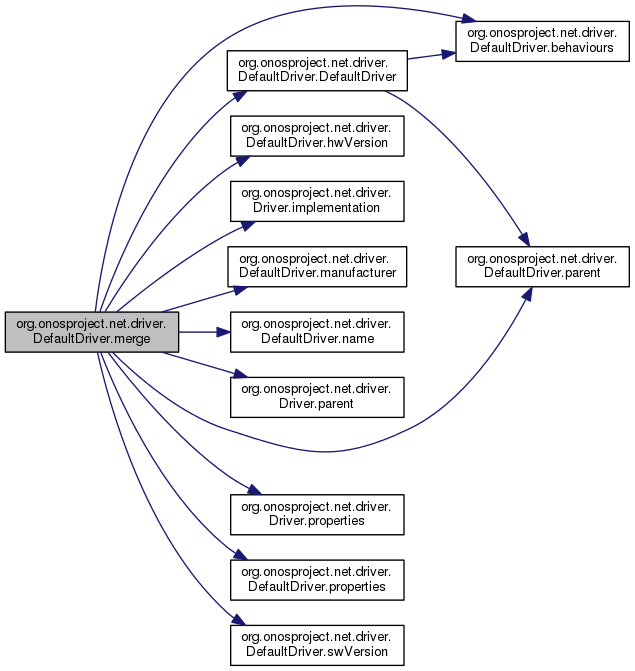 org.onosproject.net.driver.
DefaultDriver.behaviours
org.onosproject.net.driver.
DefaultDriver.DefaultDriver
org.onosproject.net.driver.
DefaultDriver.hwVersion
org.onosproject.net.driver.
Driver.implementation
org.onosproject.net.driver.
DefaultDriver.manufacturer
org.onosproject.net.driver.
DefaultDriver.parent
org.onosproject.net.driver.
DefaultDriver.merge
org.onosproject.net.driver.
DefaultDriver.name
org.onosproject.net.driver.
Driver.parent
org.onosproject.net.driver.
Driver.properties
org.onosproject.net.driver.
DefaultDriver.properties
org.onosproject.net.driver.
DefaultDriver.swVersion